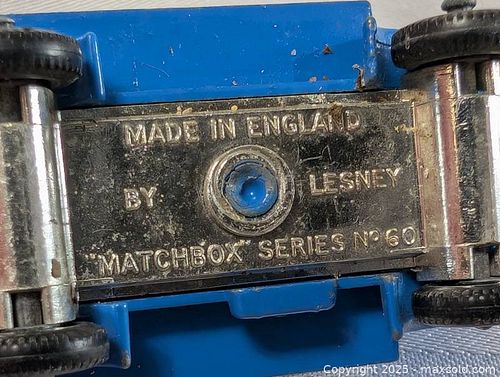 MADE IN ENGLAND
BY LESNEY
"MATCHBOX" SERIES Nº 60
Copyright © 2025 - maxsold.com